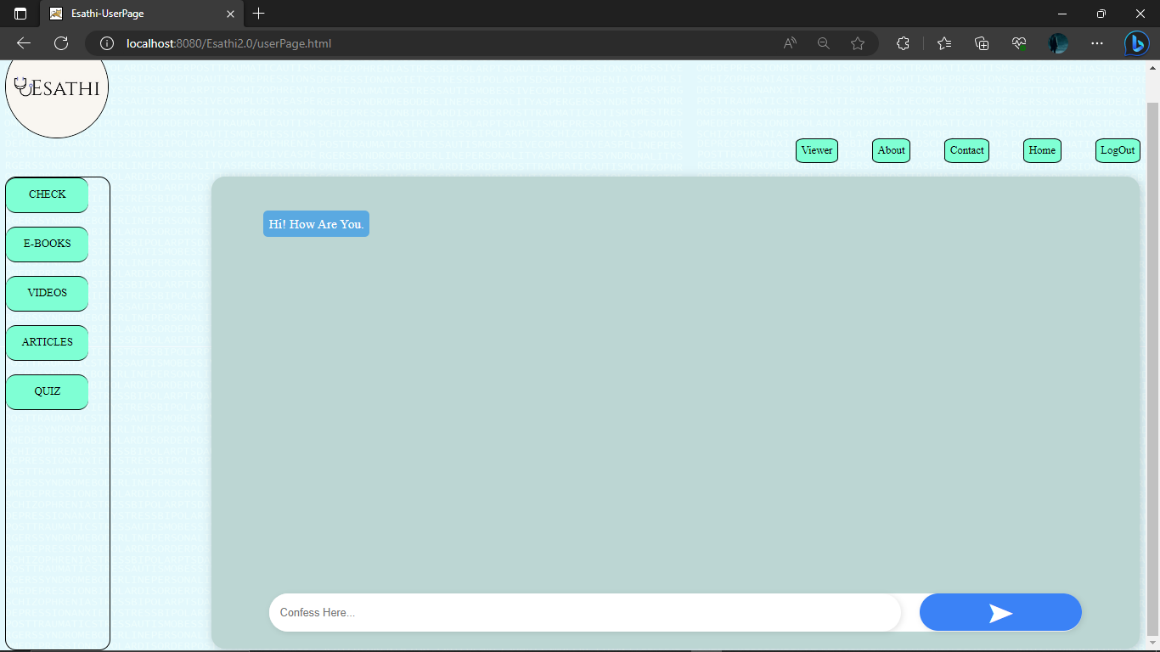 Esathi-UserPage
localhost:8080/Esathi2.0/userPage.html
ESATHI
Viewer About Contact Home LogOut
CHECK
E-BOOKS
VIDEOS
ARTICLES
QUIZ
Hi! How Are You.
Confess Here...